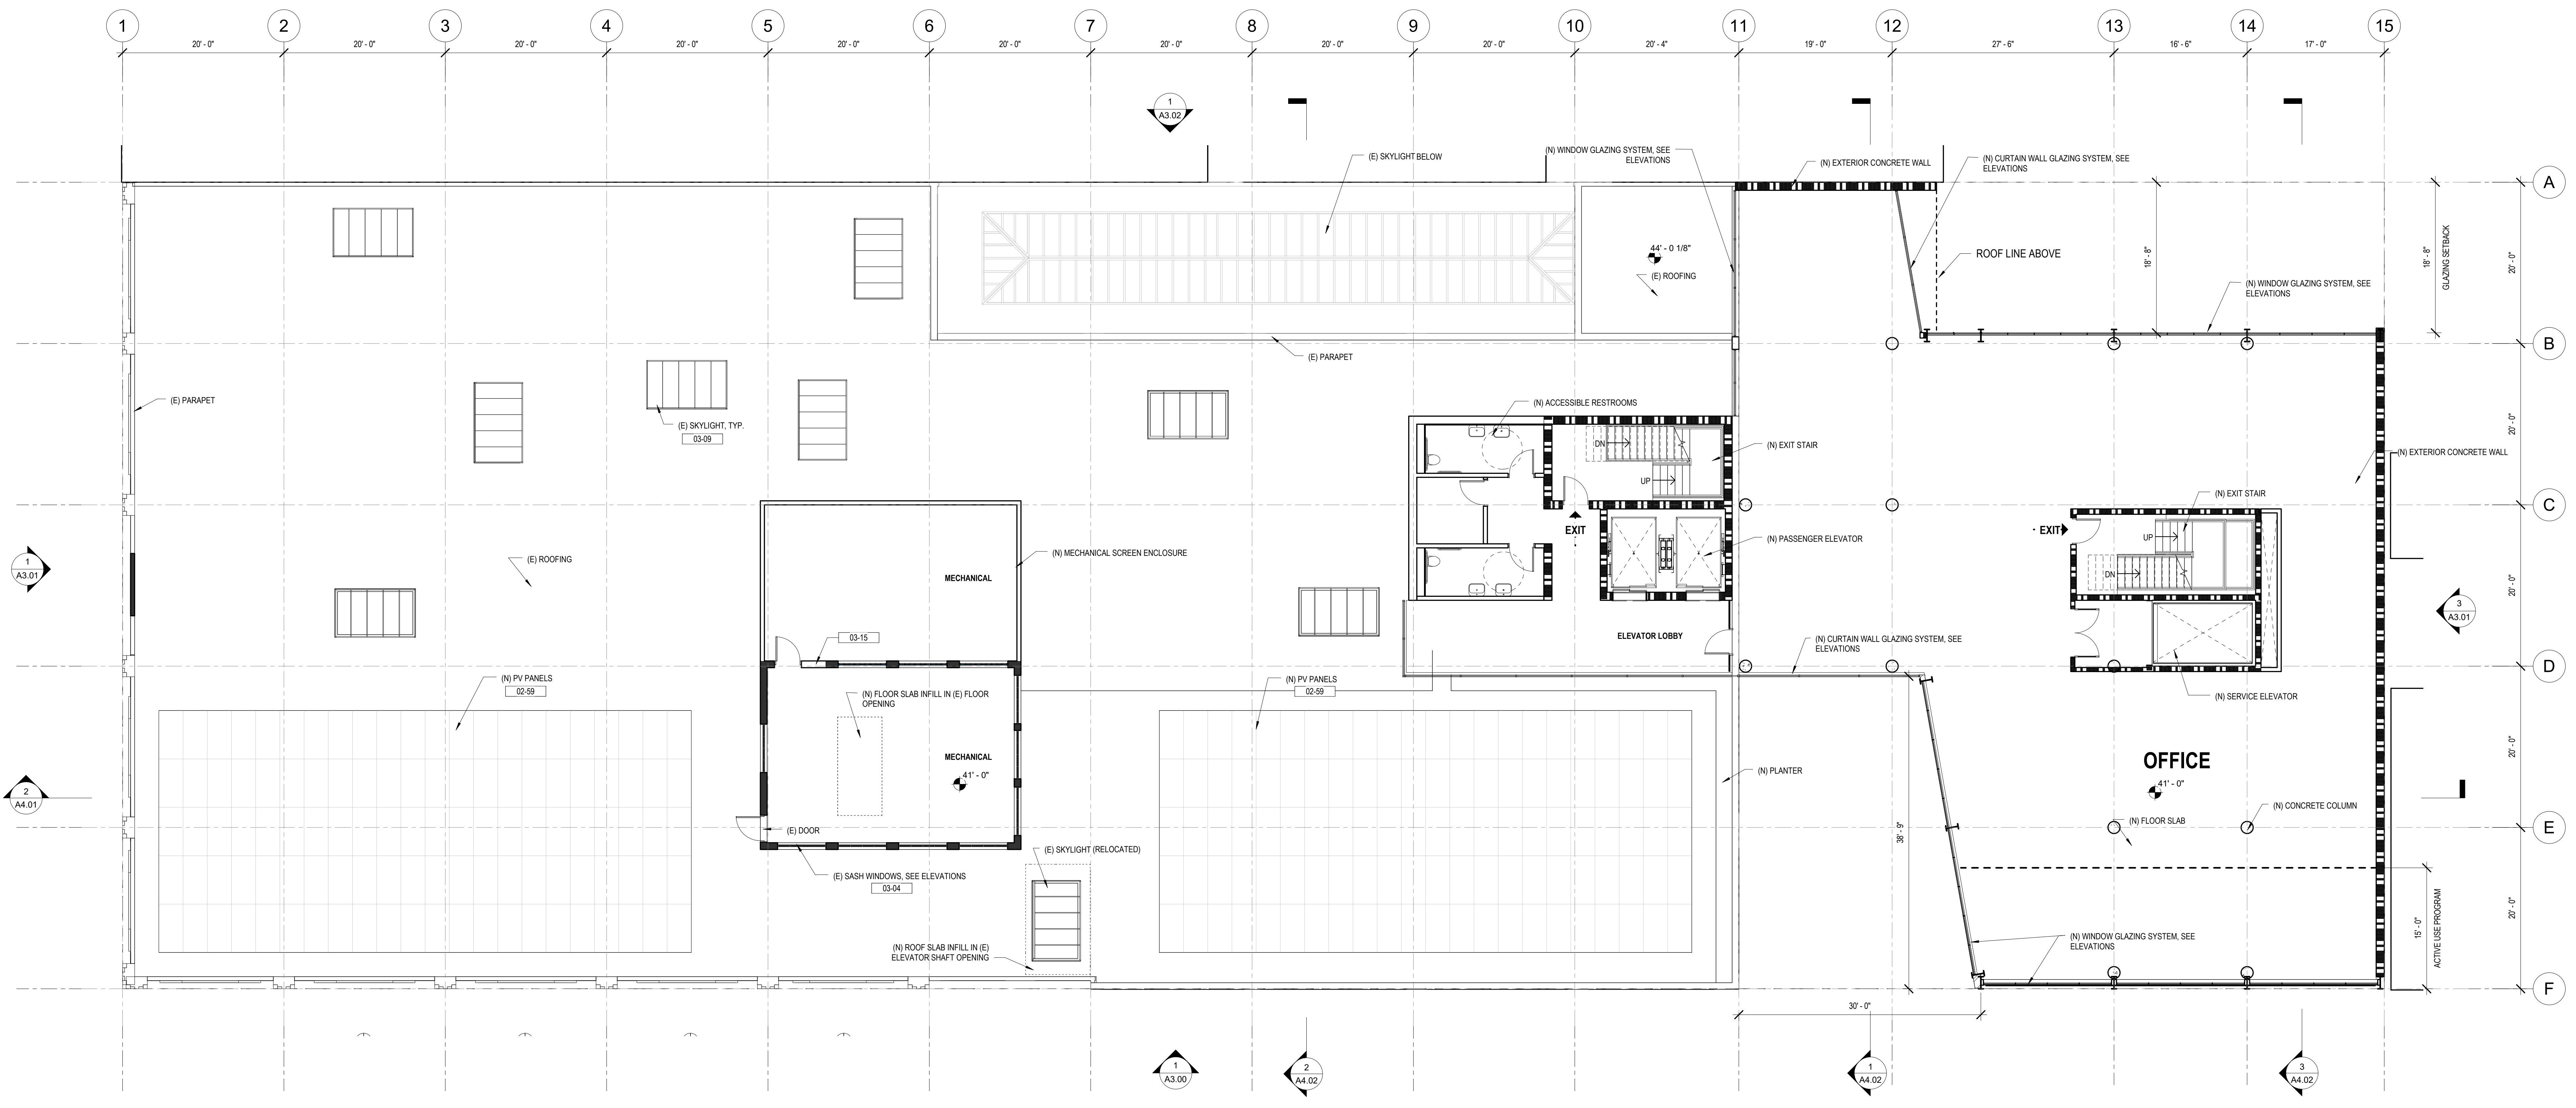 1 2 3 4 5 6 7 8 9 10 11 12 13 14 15
20' - 0" 20' - 0" 20' - 0" 20' - 0" 20' - 0" 20' - 0" 20' - 0" 20' - 0" 20' - 0" 20' - 4" 19' - 0" 27' - 6" 16' - 6" 17' - 0"
1
A3.02
(E) SKYLIGHT BELOW
(N) WINDOW GLAZING SYSTEM, SEE
ELEVATIONS
(N) EXTERIOR CONCRETE WALL
(N) CURTAIN WALL GLAZING SYSTEM, SEE
ELEVATIONS
A
44' - 0 1/8"
(E) ROOFING
ROOF LINE ABOVE
18' - 8"
18' - 8"
GLAZING SETBACK
20' - 0"
(N) WINDOW GLAZING SYSTEM, SEE
ELEVATIONS
B
(E) PARAPET
(E) PARAPET
(E) SKYLIGHT, TYP.
03-09
(N) ACCESSIBLE RESTROOMS
DN
UP
(N) EXIT STAIR
20' - 0"
(N) EXTERIOR CONCRETE WALL
C
(N) EXIT STAIR
EXIT
EXIT
UP
DN
(N) PASSENGER ELEVATOR
(E) ROOFING
(N) MECHANICAL SCREEN ENCLOSURE
MECHANICAL
1
A3.01
3
A3.01
20' - 0"
03-15
ELEVATOR LOBBY
(N) CURTAIN WALL GLAZING SYSTEM, SEE
ELEVATIONS
D
(N) PV PANELS
02-59
(N) FLOOR SLAB INFILL IN (E) FLOOR
OPENING
(N) PV PANELS
02-59
(N) SERVICE ELEVATOR
MECHANICAL
41' - 0"
(N) PLANTER
OFFICE
41' - 0"
20' - 0"
2
A4.01
(N) CONCRETE COLUMN
(N) FLOOR SLAB
(E) DOOR
38' - 9"
E
(E) SKYLIGHT (RELOCATED)
(E) SASH WINDOWS, SEE ELEVATIONS
03-04
15' - 0"
ACTIVE USE PROGRAM
20' - 0"
(N) ROOF SLAB INFILL IN (E)
ELEVATOR SHAFT OPENING
(N) WINDOW GLAZING SYSTEM, SEE
ELEVATIONS
F
30' - 0"
1
A3.00
2
A4.02
1
A4.02
3
A4.02